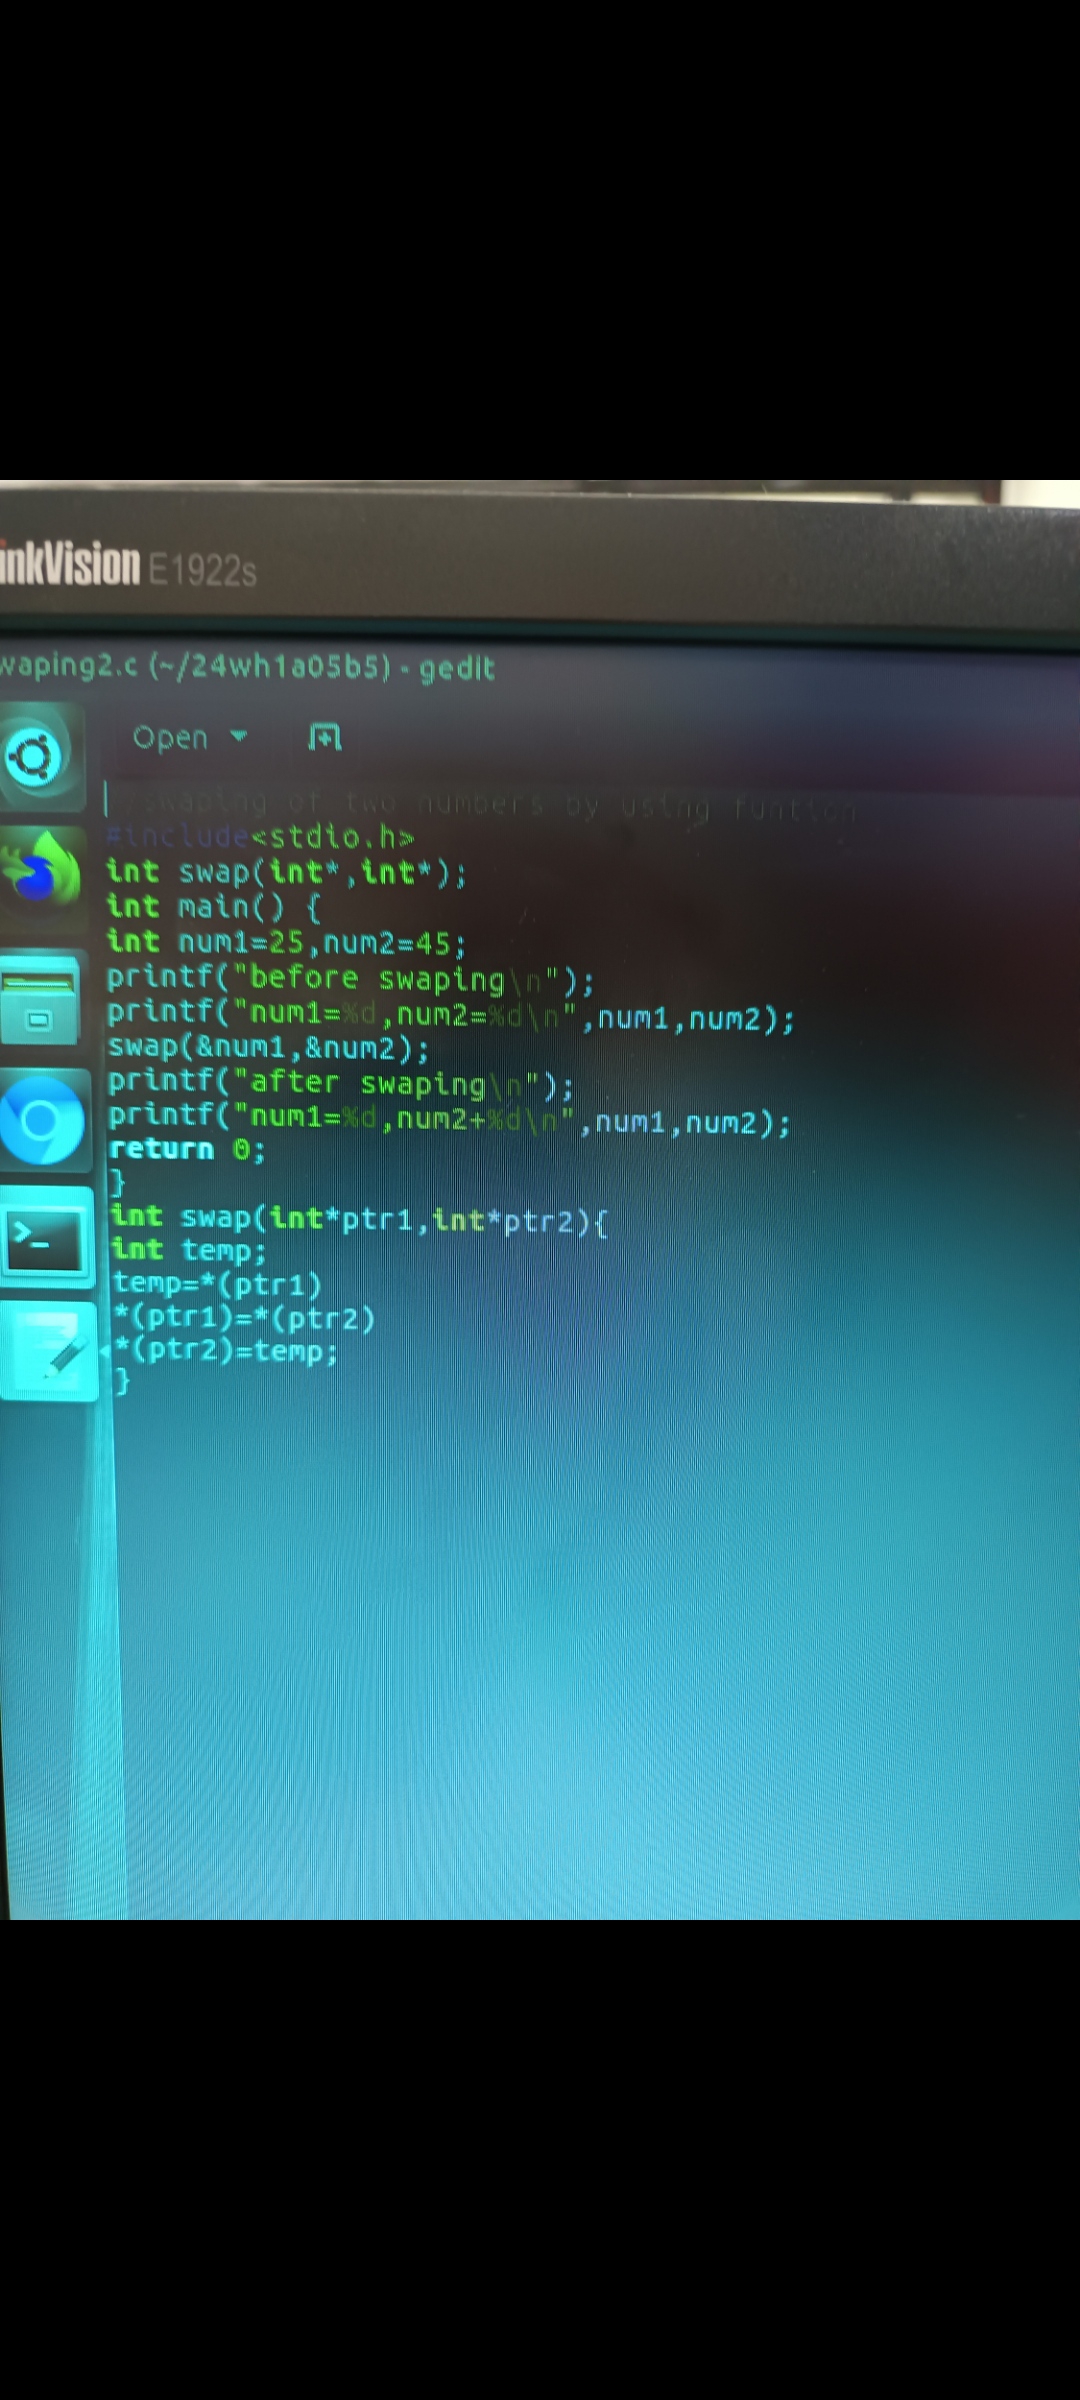 inkVision E1922s
waping2.c (~/24wh1a05b5) - gedit
Open
swaping of two numbers by using funtion
#include<stdio.h>
int swap(int*,int*);
int main() {
int num1=25,num2=45;
printf("before swaping\n");
printf("num1=%d,num2=%d\n",num1,num2);
swap(&num1,&num2);
printf("after swaping\n");
printf("num1=%d,num2+%d\n",num1,num2);
return 0;
}
int swap(int*ptr1,int*ptr2){
int temp;
temp=*(ptr1)
*(ptr1)=*(ptr2)
*(ptr2)=temp;
}